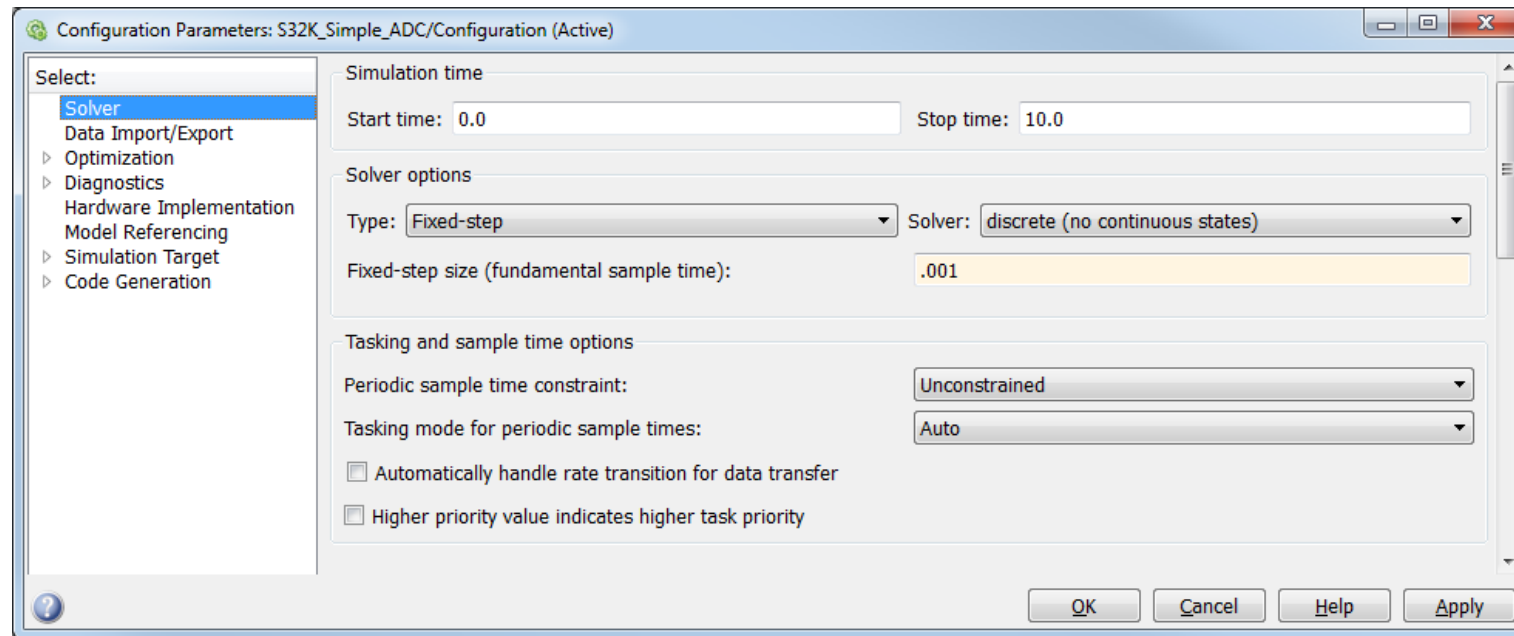 Configuration Parameters: S32K_Simple_ADC/Configuration (Active)
Select:
Solver
Data Import/Export
Optimization
Diagnostics
Hardware Implementation
Model Referencing
Simulation Target
Code Generation
Simulation time
Start time: 0.0 Stop time: 10.0
Solver options
Type: Fixed-step Solver: discrete (no continuous states)
Fixed-step size (fundamental sample time): .001
Tasking and sample time options
Periodic sample time constraint: Unconstrained
Tasking mode for periodic sample times: Auto
Automatically handle rate transition for data transfer
Higher priority value indicates higher task priority
OK Cancel Help Apply